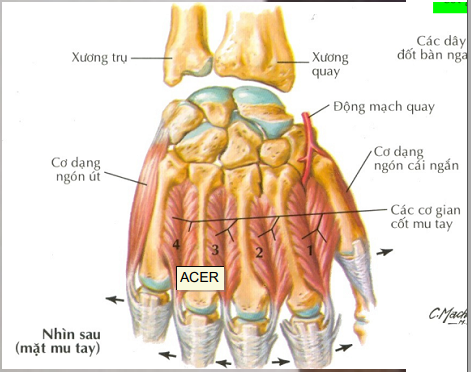 Xương trụ
Xương
quay
Các dây
đốt bàn nga
Động mạch quay
Cơ dạng
ngón út
Cơ dạng
ngón cái ngắn
Các cơ gian
cốt mu tay
4
3
2
1
ACER
Nhìn sau
(mặt mu tay)
C.Mach